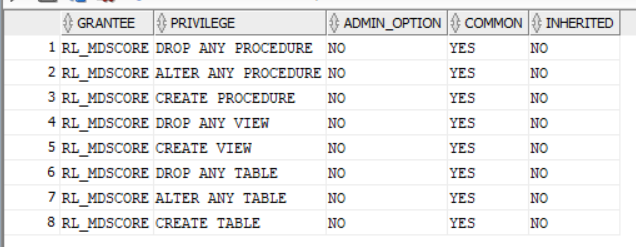 GRANTEE PRIVILEGE ADMIN_OPTION COMMON INHERITED
1 RL_MDSCORE DROP ANY PROCEDURE NO YES NO
2 RL_MDSCORE ALTER ANY PROCEDURE NO YES NO
3 RL_MDSCORE CREATE PROCEDURE NO YES NO
4 RL_MDSCORE DROP ANY VIEW NO YES NO
5 RL_MDSCORE CREATE VIEW NO YES NO
6 RL_MDSCORE DROP ANY TABLE NO YES NO
7 RL_MDSCORE ALTER ANY TABLE NO YES NO
8 RL_MDSCORE CREATE TABLE NO YES NO